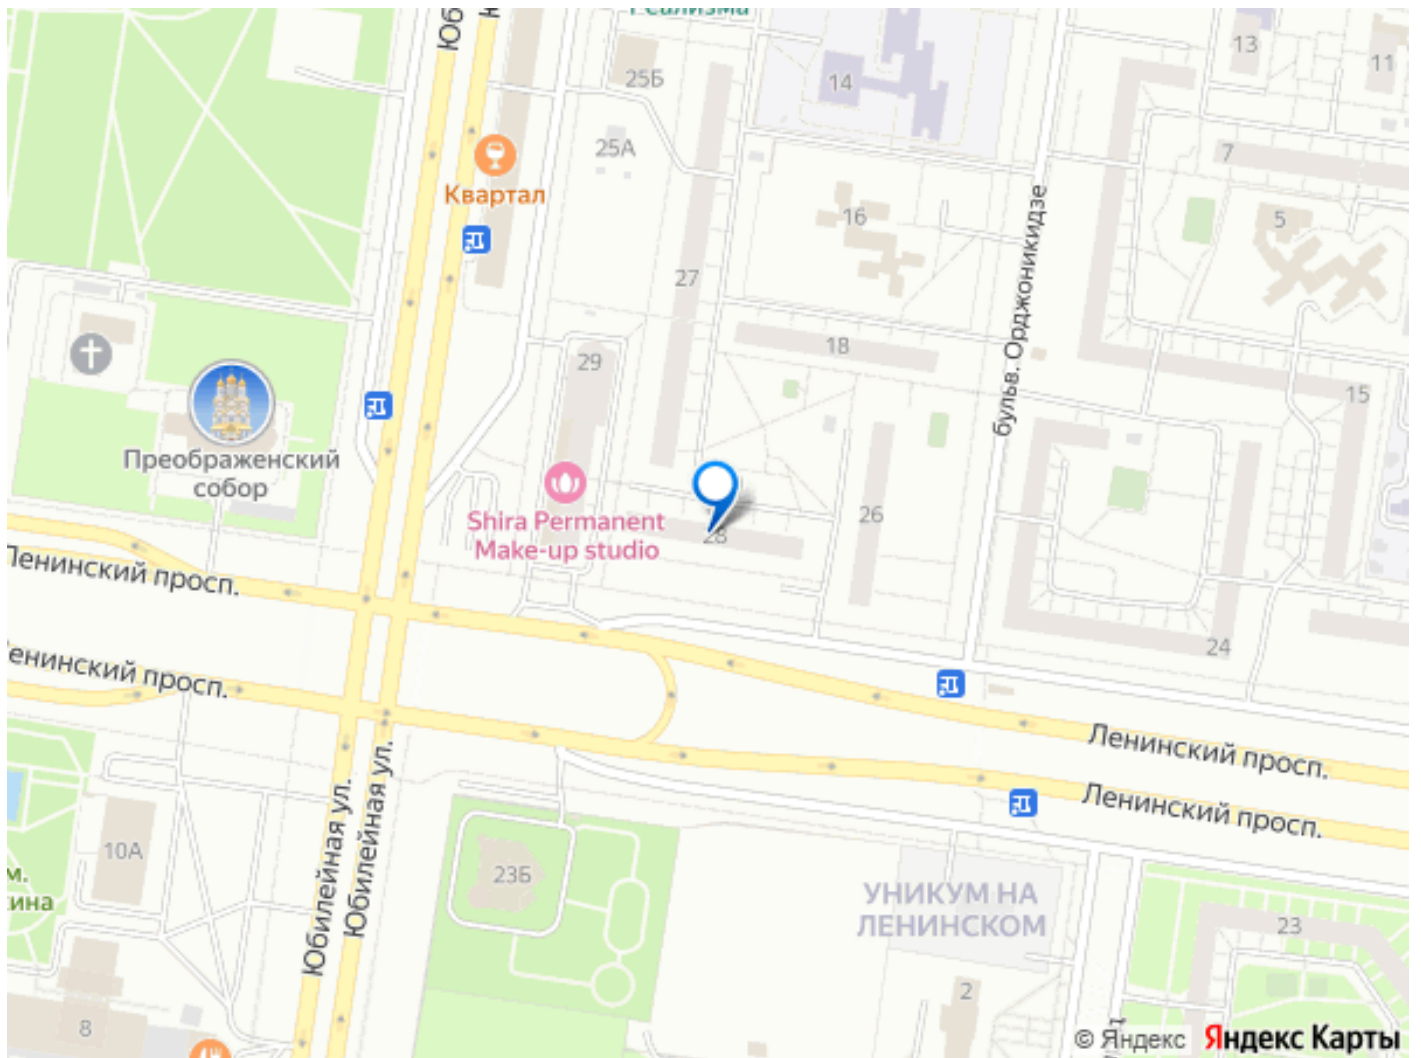 Юб
Реализма
13
11
25Б
14
25А
7
Квартал
16
5
бульв. Орджоникидзе
27
18
29
15
Преображенский
собор
Shira Permanent
Make-up studio
28
26
Ленинский просп.
24
Ленинский просп.
Ленинский просп.
Ленинский просп.
Юбилейная ул.
Юбилейная ул.
10А
23Б
УНИКУМ НА
ЛЕНИНСКОМ
23
2
8
© Яндекс Яндекс Карты